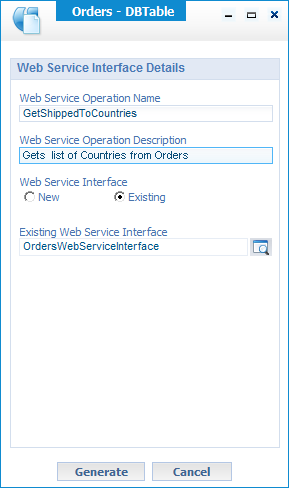 Orders - DBTable
Web Service Interface Details
Web Service Operation Name
GetShippedToCountries
Web Service Operation Description
Gets list of Countries from Orders
Web Service Interface
New Existing
Existing Web Service Interface
OrdersWebServiceInterface
Generate Cancel